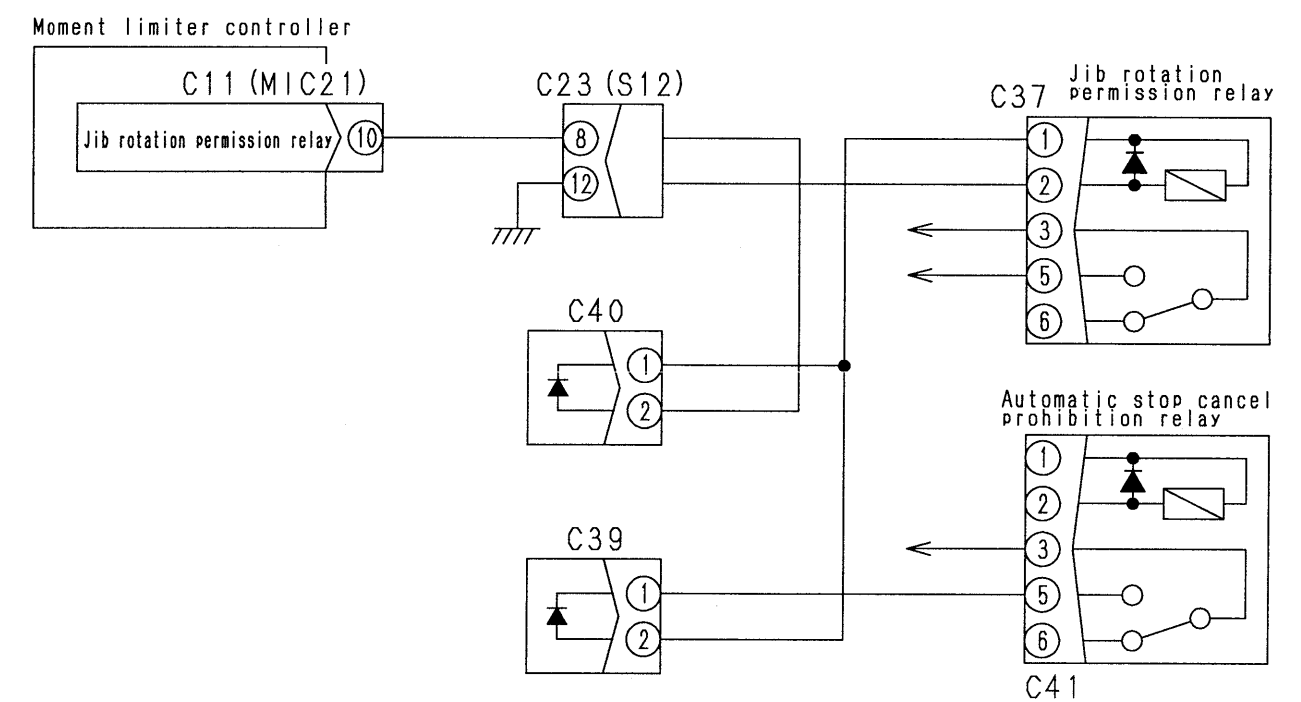 Moment limiter controller
C11 (MIC21)
Jib rotation permission relay
10
C23 (S12)
8
12
C37
Jib rotation
permission relay
1
2
3
5
6
C40
1
2
Automatic stop cancel
prohibition relay
1
2
3
5
6
C41
C39
1
2